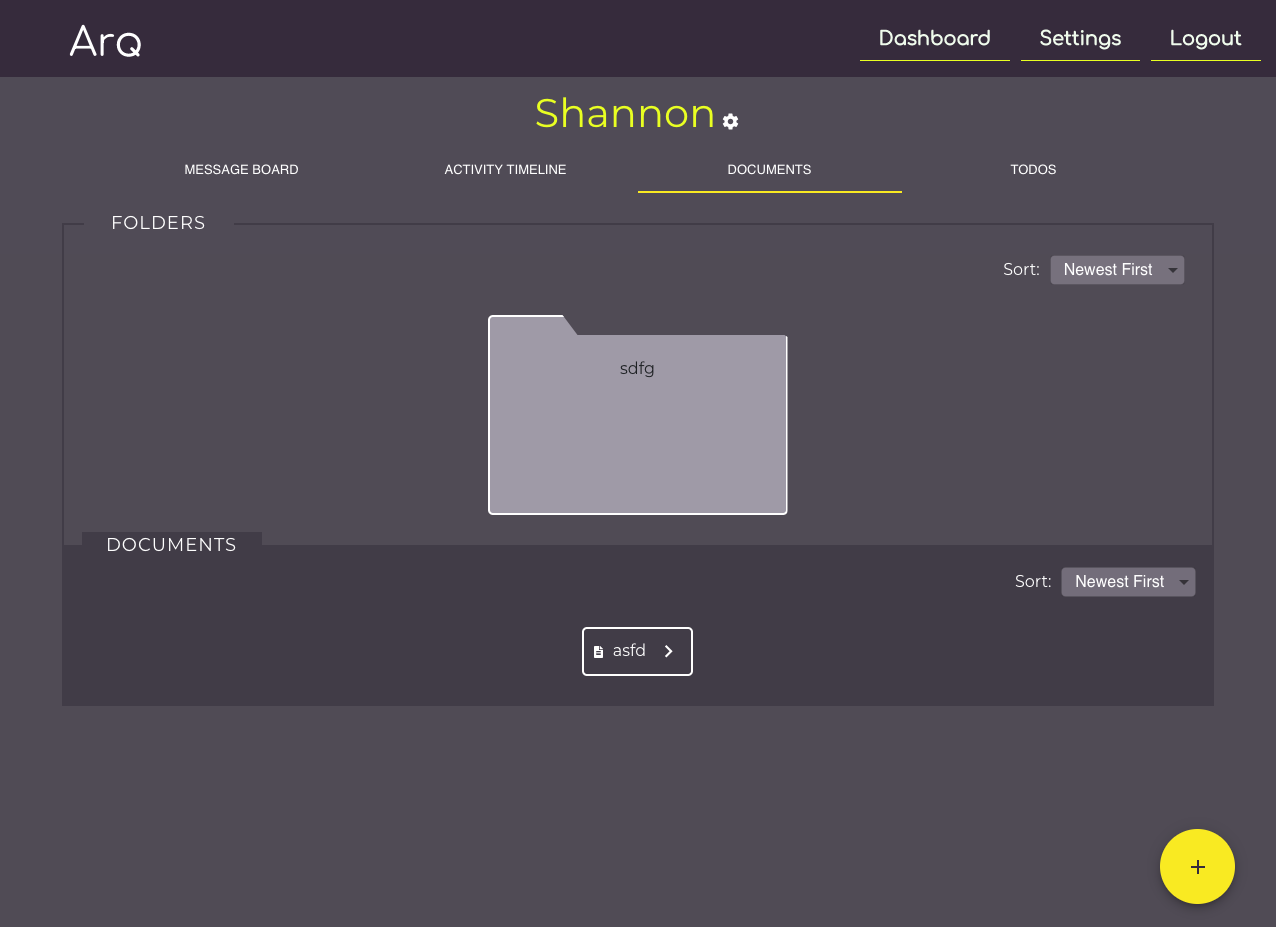 Arq
Dashboard Settings Logout
Shannon
MESSAGE BOARD ACTIVITY TIMELINE DOCUMENTS TODOS
FOLDERS
Sort: Newest First
sdfg
DOCUMENTS
Sort: Newest First
asfd
+